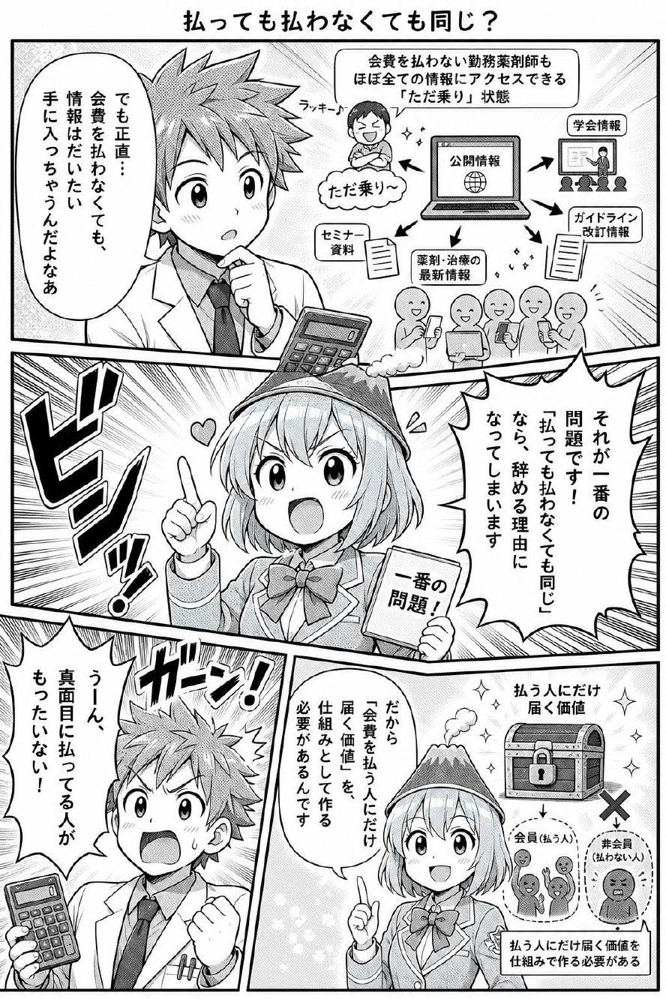 払っても払わなくても同じ？
でも正直…
会費を払わなくても、
情報はだいたい
手に入っちゃうんだよなあ
会費を払わない勤務薬剤師も
ほぼ全ての情報にアクセスできる
「ただ乗り」状態
ラッキー♪
ただ乗り〜
公開情報
学会情報
セミナー
資料
薬剤・治療の
最新情報
ガイドライン
改訂情報
それが一番の
問題です！
「払っても払わなくても同じ」
なら、辞める理由に
なってしまいます
ビシッ！
一番の
問題！
ガーン！
うーん、
真面目に払ってる人が
もったいない！
だから
「会費を払う人にだけ
届く価値」を、
仕組みとして作る
必要があるんです
払う人にだけ
届く価値
会員（払う人）
非会員
（払わない人）
払う人にだけ届く価値を
仕組みで作る必要がある